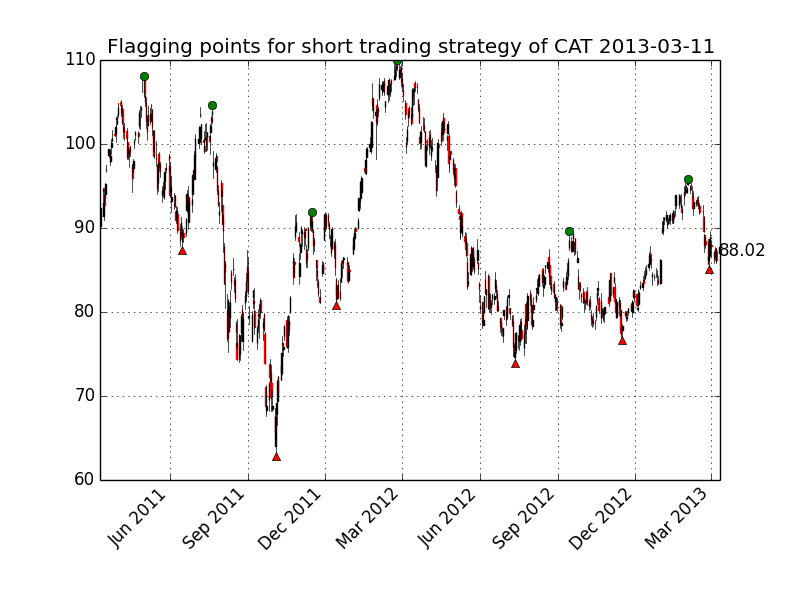 Flagging points for short trading strategy of CAT 2013-03-11
110
100
90
80
70
60
88.02
Jun 2011
Sep 2011
Dec 2011
Mar 2012
Jun 2012
Sep 2012
Dec 2012
Mar 2013